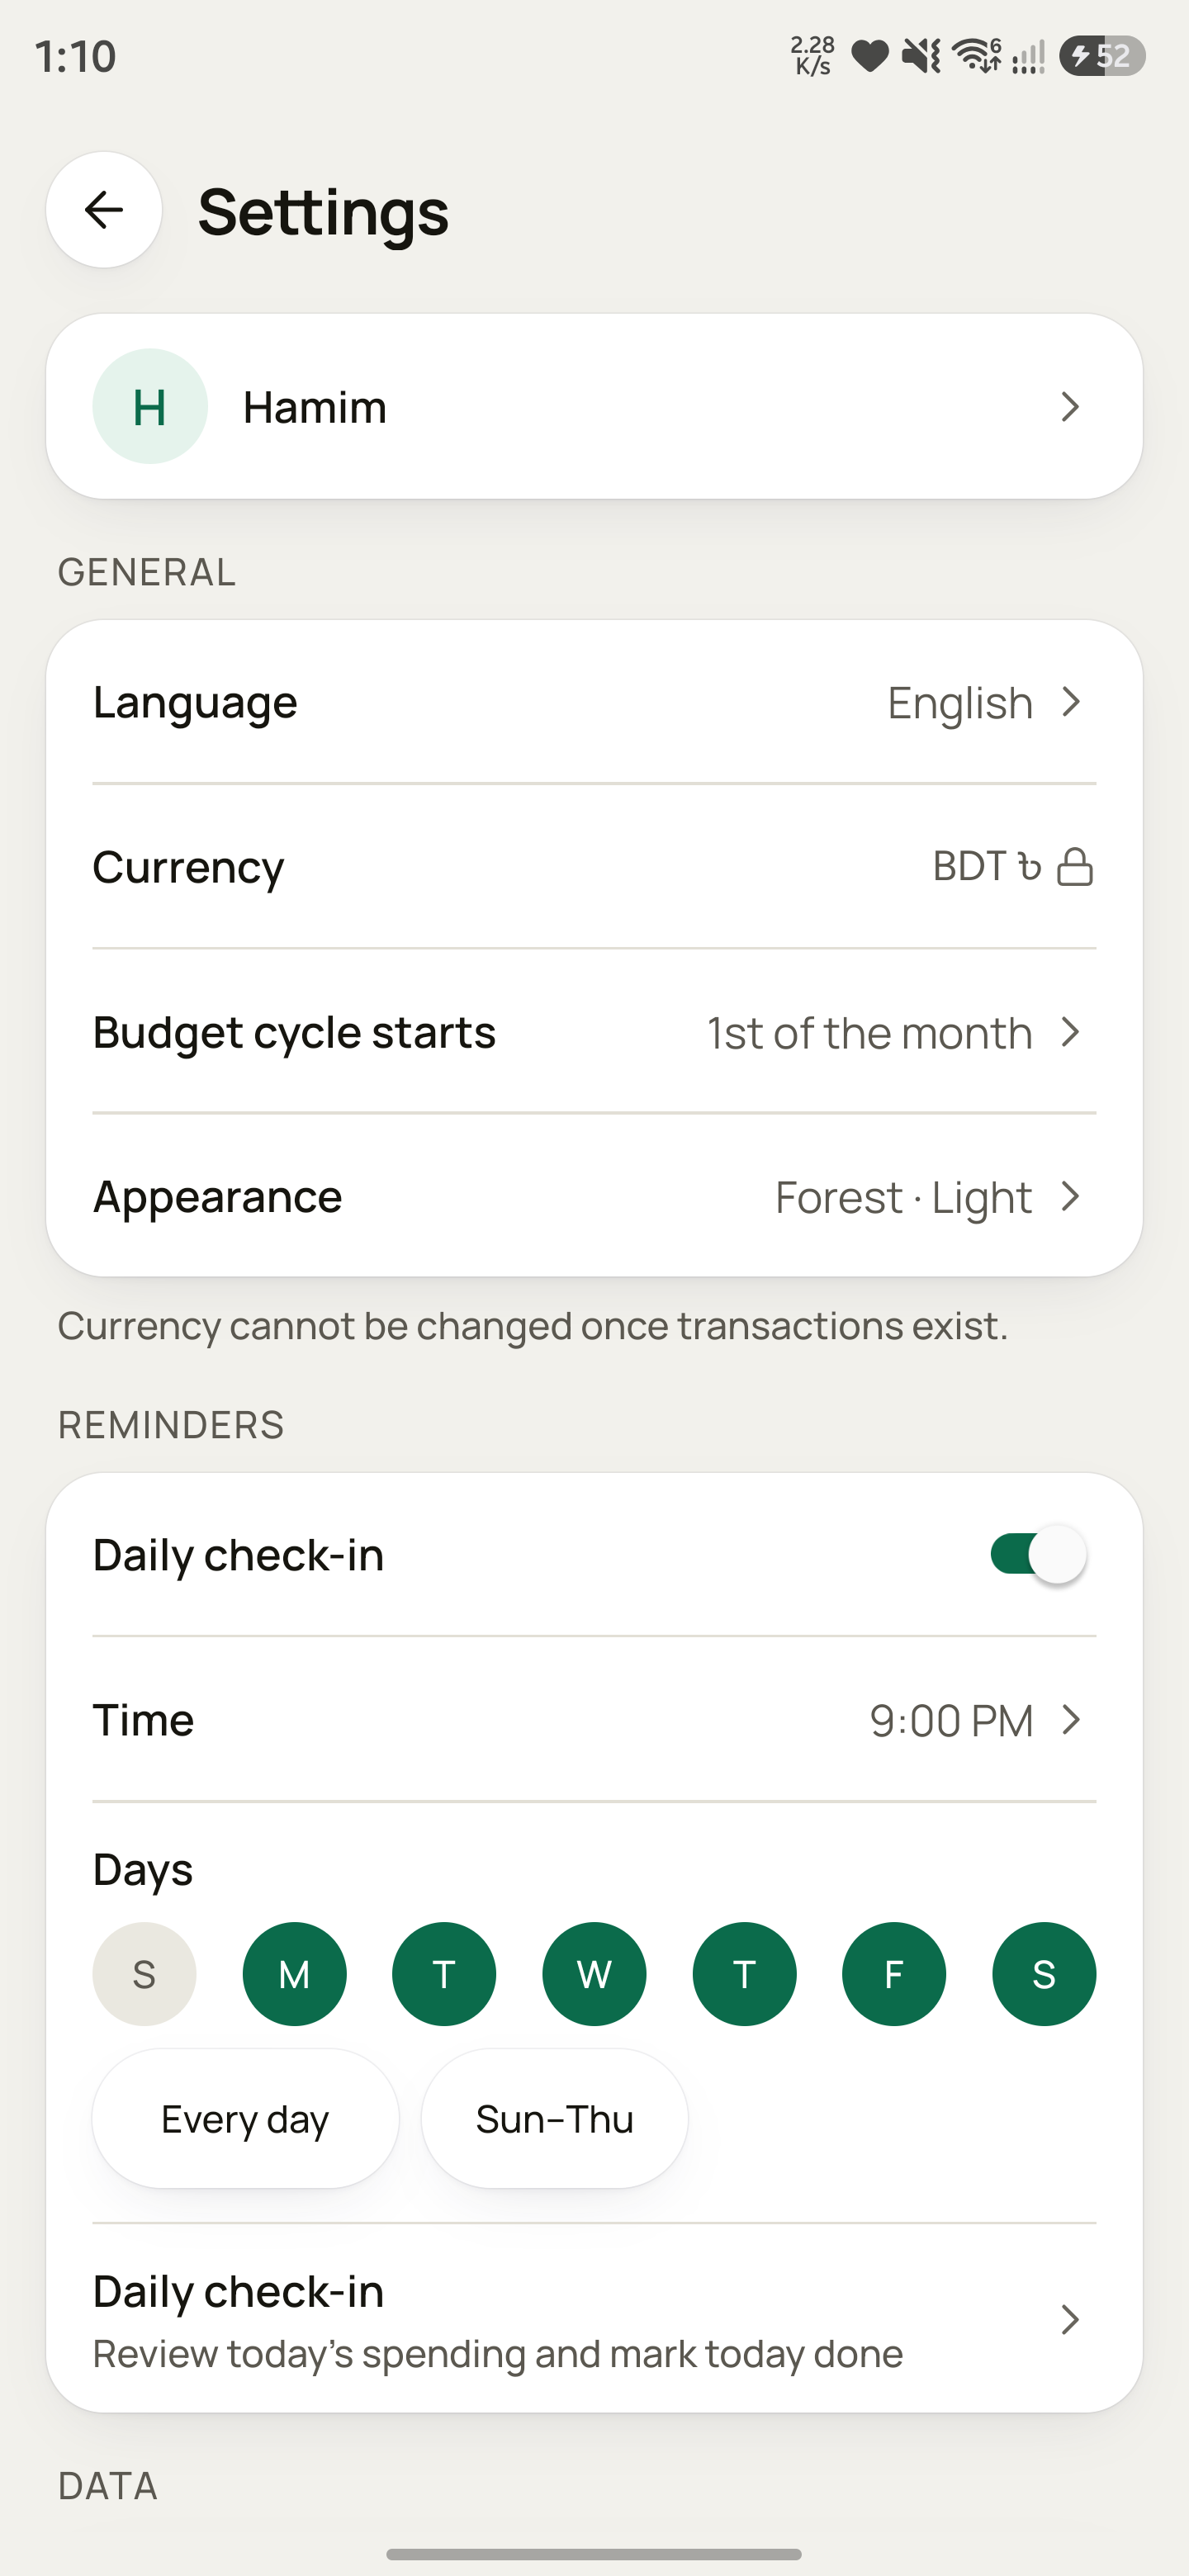 1:10
2.28 K/s
6
52
Settings
H
Hamim
GENERAL
Language English
Currency BDT ৳
Budget cycle starts 1st of the month
Appearance Forest · Light
Currency cannot be changed once transactions exist.
REMINDERS
Daily check-in
Time 9:00 PM
Days
S M T W T F S
Every day Sun–Thu
Daily check-in
Review today's spending and mark today done
DATA